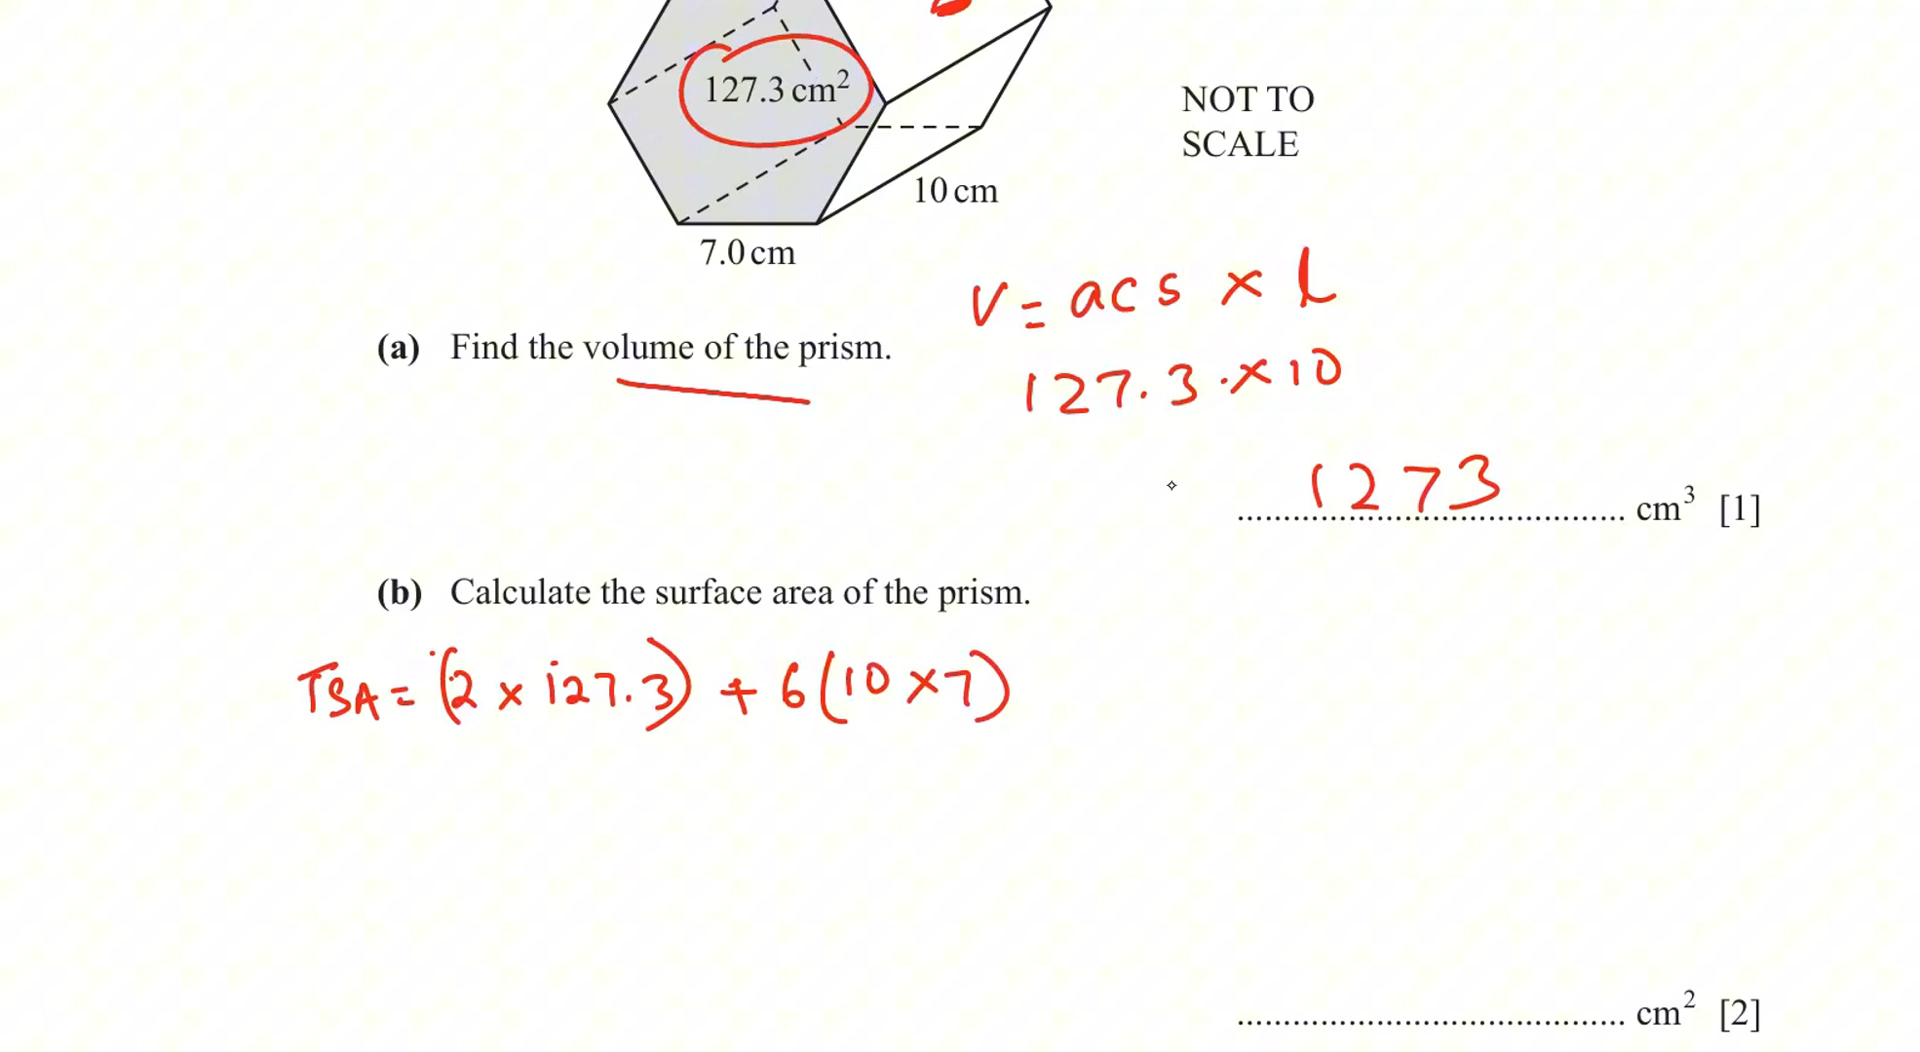 127.3 cm²
NOT TO
SCALE
10 cm
7.0 cm
V = acs × L
(a) Find the volume of the prism.
127.3 × 10
1273
........................................ cm³ [1]
(b) Calculate the surface area of the prism.
TSA = (2 × 127.3) + 6(10 × 7)
........................................ cm² [2]